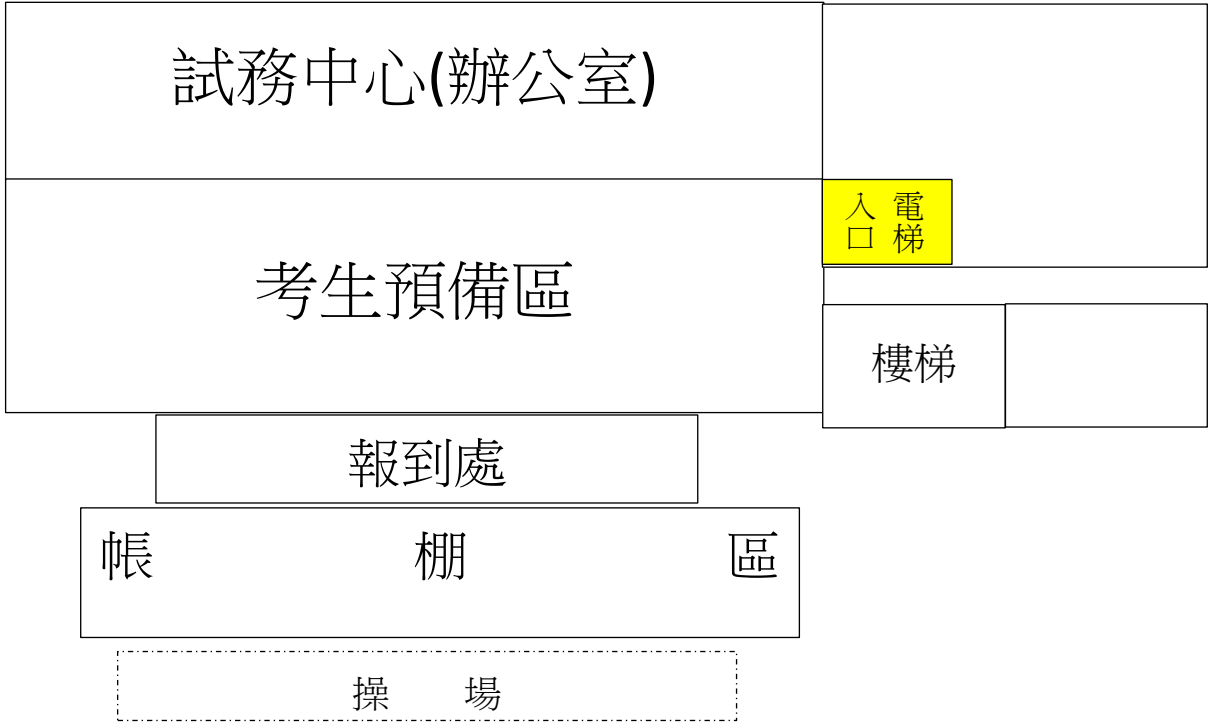 試務中心(辦公室)
電梯
入口
考生預備區
樓梯
報到處
帳 棚 區
操 場